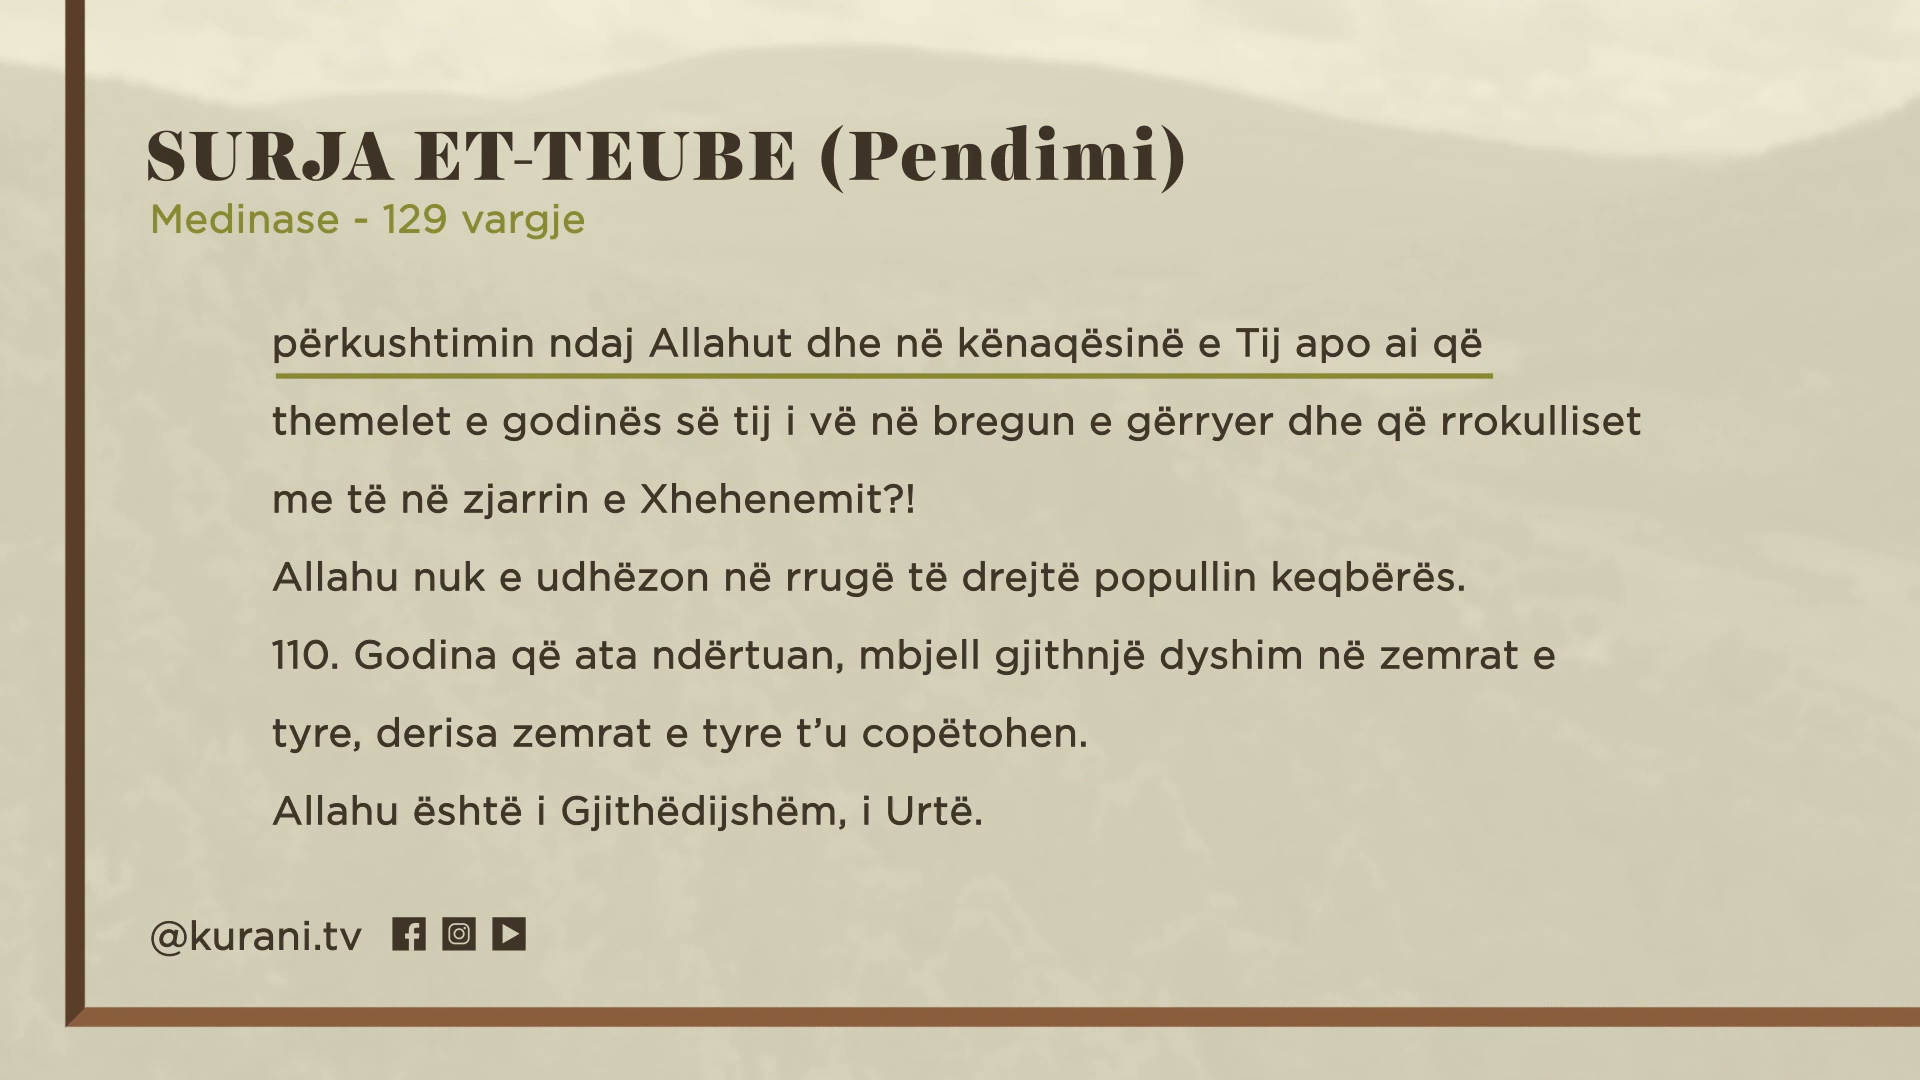 SURJA ET-TEUBE (Pendimi)
Medinase - 129 vargje
përkushtimin ndaj Allahut dhe në kënaqësinë e Tij apo ai që
themelet e godinës së tij i vë në bregun e gërryer dhe që rrokulliset
me të në zjarrin e Xhehenemit?!
Allahu nuk e udhëzon në rrugë të drejtë popullin keqbërës.
110. Godina që ata ndërtuan, mbjell gjithnjë dyshim në zemrat e
tyre, derisa zemrat e tyre t’u copëtohen.
Allahu është i Gjithëdijshëm, i Urtë.
@kurani.tv